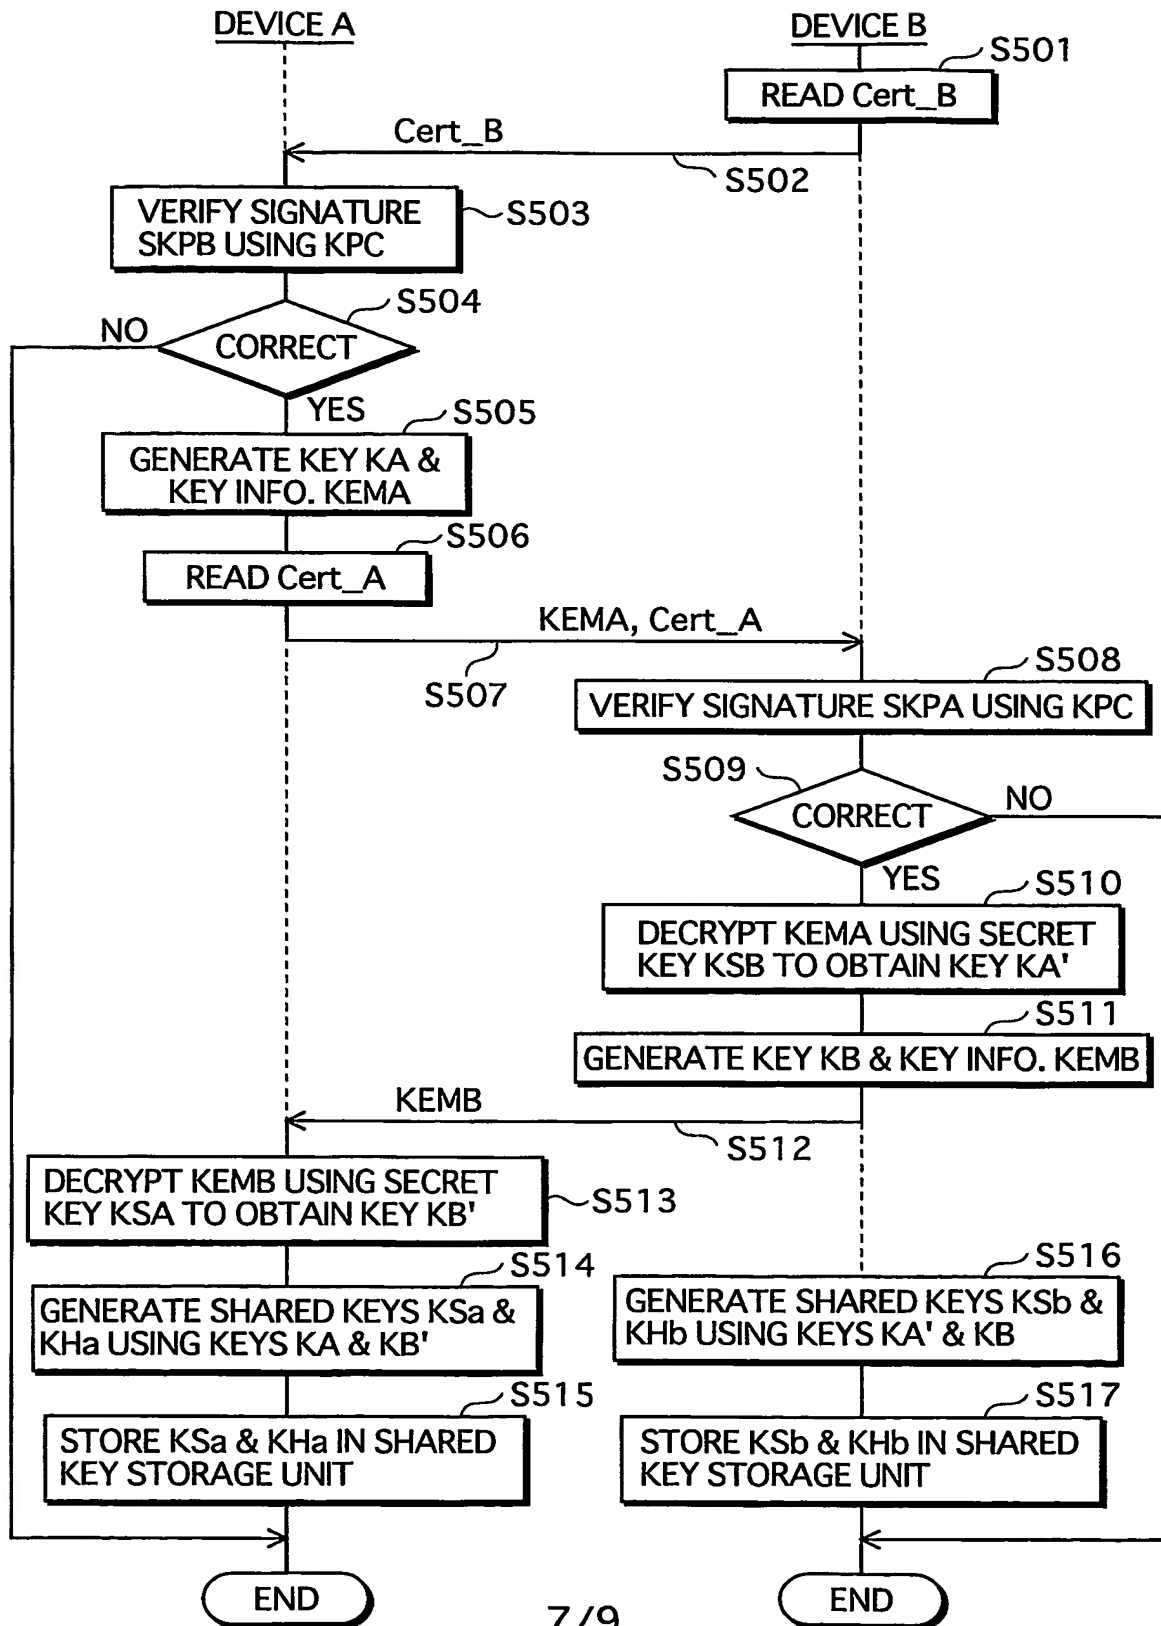 DEVICE A
DEVICE B
S501
READ Cert_B
Cert_B
S502
VERIFY SIGNATURE
SKPB USING KPC
S503
S504
NO
CORRECT
YES
S505
GENERATE KEY KA &
KEY INFO. KEMA
S506
READ Cert_A
KEMA, Cert_A
S507
S508
VERIFY SIGNATURE SKPA USING KPC
S509
CORRECT
NO
YES
S510
DECRYPT KEMA USING SECRET
KEY KSB TO OBTAIN KEY KA'
S511
GENERATE KEY KB & KEY INFO. KEMB
KEMB
S512
DECRYPT KEMB USING SECRET
KEY KSA TO OBTAIN KEY KB'
S513
S514
GENERATE SHARED KEYS KSa &
KHa USING KEYS KA & KB'
S516
GENERATE SHARED KEYS KSb &
KHb USING KEYS KA' & KB
S515
STORE KSa & KHa IN SHARED
KEY STORAGE UNIT
S517
STORE KSb & KHb IN SHARED
KEY STORAGE UNIT
END
END
7/9